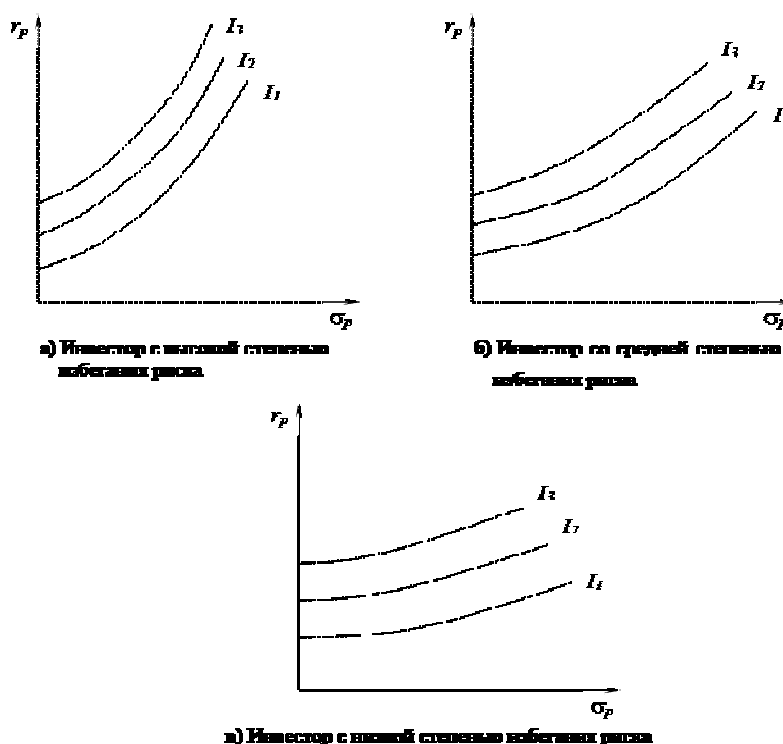 rp
I3
I2
I1
σp
а) Инвестор с высокой степенью
избегания риска
rp
I3
I2
I
σp
б) Инвестор со средней степенью
избегания риска
rp
I3
I2
I1
σp
в) Инвестор с низкой степенью избегания риска